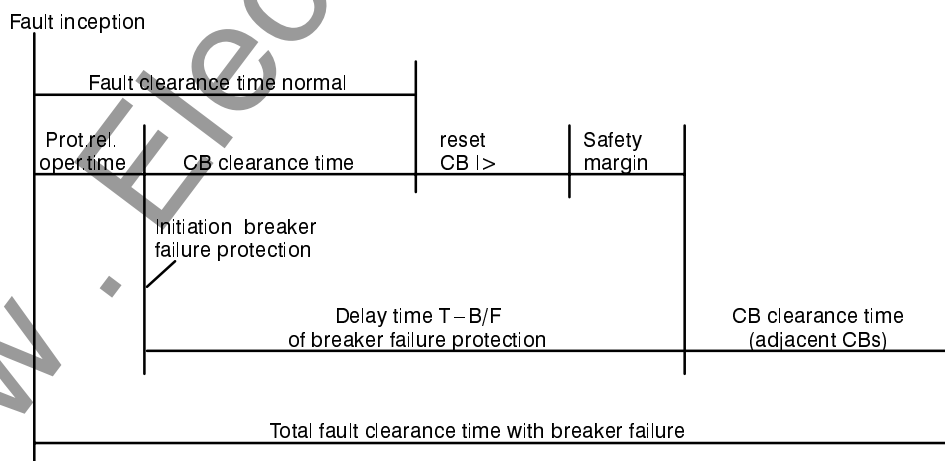 Fault inception
Fault clearance time normal
Prot.rel.
oper.time
CB clearance time
reset
CB I>
Safety
margin
Initiation breaker
failure protection
Delay time T–B/F
of breaker failure protection
CB clearance time
(adjacent CBs)
Total fault clearance time with breaker failure
w . Elec